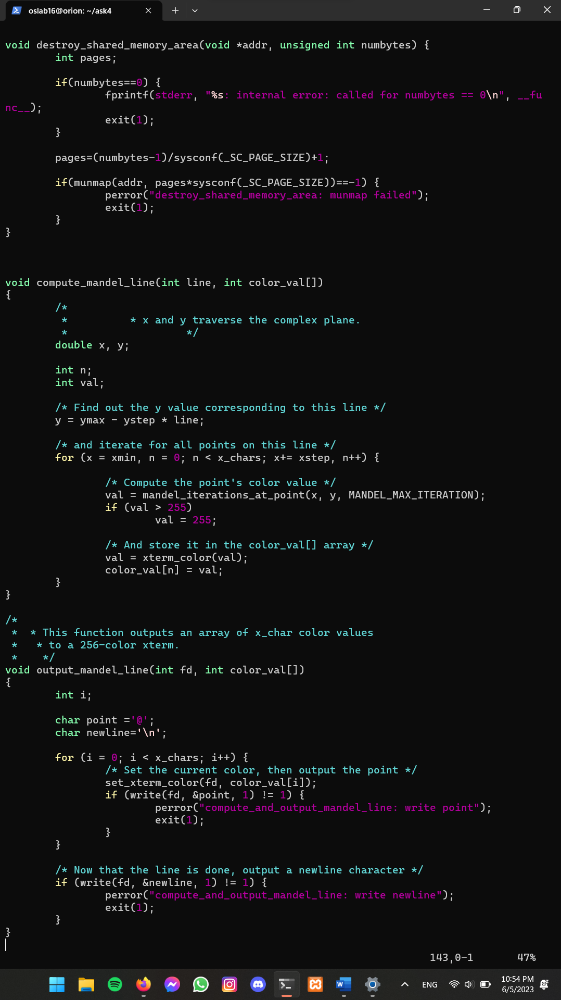 oslab16@orion: ~/ask4
void destroy_shared_memory_area(void *addr, unsigned int numbytes) {
        int pages;

        if(numbytes==0) {
                fprintf(stderr, "%s: internal error: called for numbytes == 0\n", __fu
nc__);
                exit(1);
        }

        pages=(numbytes-1)/sysconf(_SC_PAGE_SIZE)+1;

        if(munmap(addr, pages*sysconf(_SC_PAGE_SIZE))==-1) {
                perror("destroy_shared_memory_area: munmap failed");
                exit(1);
        }
}

void compute_mandel_line(int line, int color_val[])
{
        /*
         *          * x and y traverse the complex plane.
         *                   */
        double x, y;

        int n;
        int val;

        /* Find out the y value corresponding to this line */
        y = ymax - ystep * line;

        /* and iterate for all points on this line */
        for (x = xmin, n = 0; n < x_chars; x+= xstep, n++) {

                /* Compute the point's color value */
                val = mandel_iterations_at_point(x, y, MANDEL_MAX_ITERATION);
                if (val > 255)
                        val = 255;

                /* And store it in the color_val[] array */
                val = xterm_color(val);
                color_val[n] = val;
        }
}

/*
 *  * This function outputs an array of x_char color values
 *   * to a 256-color xterm.
 *    */
void output_mandel_line(int fd, int color_val[])
{
        int i;

        char point ='@';
        char newline='\n';

        for (i = 0; i < x_chars; i++) {
                /* Set the current color, then output the point */
                set_xterm_color(fd, color_val[i]);
                if (write(fd, &point, 1) != 1) {
                        perror("compute_and_output_mandel_line: write point");
                        exit(1);
                }
        }

        /* Now that the line is done, output a newline character */
        if (write(fd, &newline, 1) != 1) {
                perror("compute_and_output_mandel_line: write newline");
                exit(1);
        }
}
143,0-1       47%
ENG
10:54 PM
6/5/2023